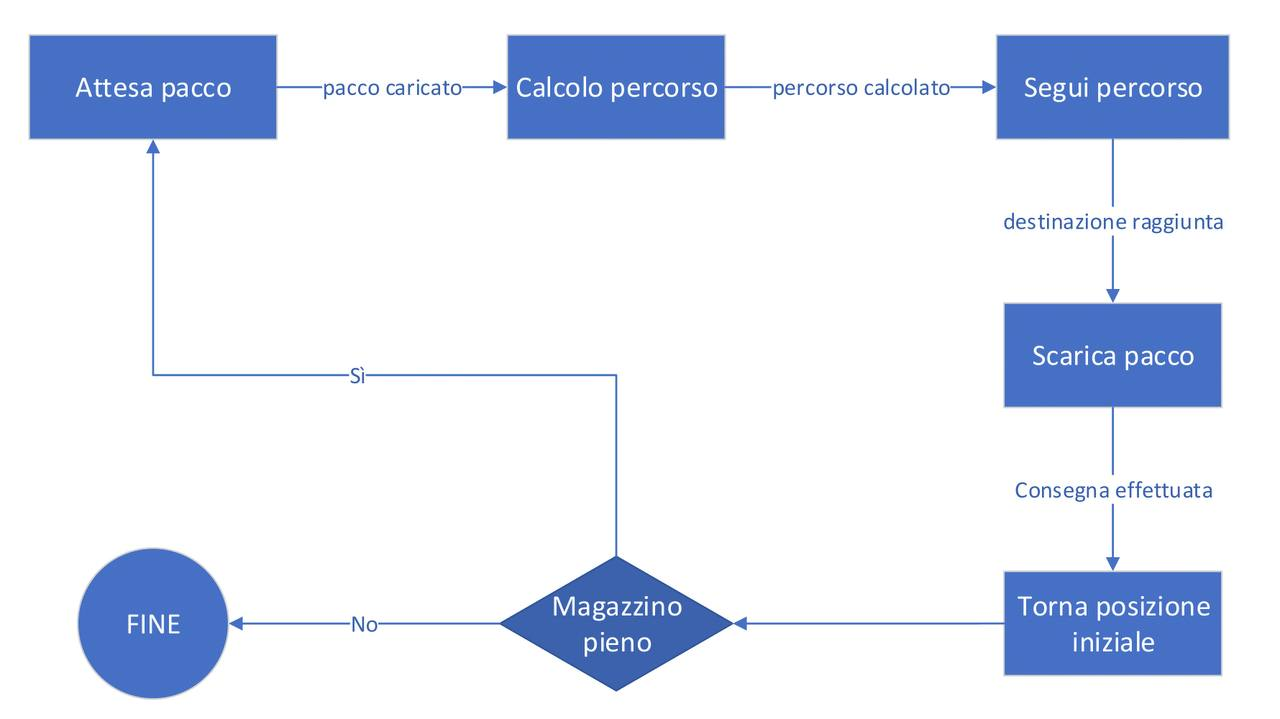 Attesa pacco
pacco caricato
Calcolo percorso
percorso calcolato
Segui percorso
destinazione raggiunta
Scarica pacco
Consegna effettuata
Torna posizione
iniziale
Magazzino
pieno
Sì
No
FINE